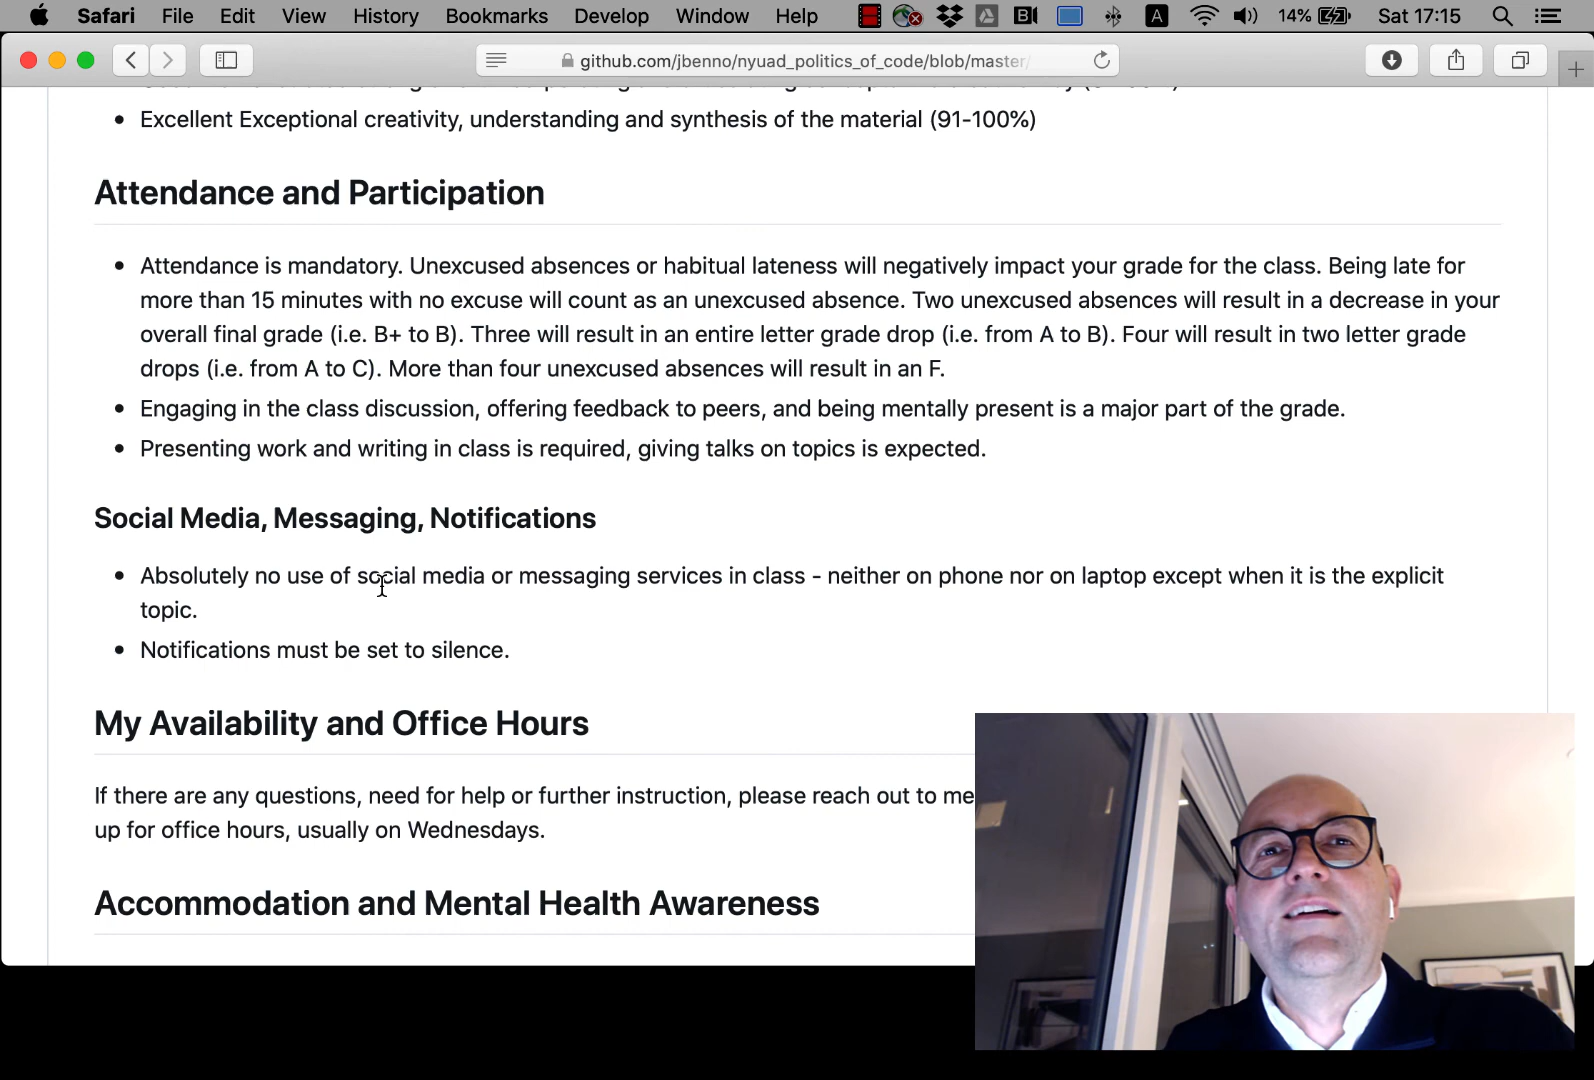 Safari File Edit View History Bookmarks Develop Window Help A 14% Sat 17:15
github.com/jbenno/nyuad_politics_of_code/blob/master/
Excellent Exceptional creativity, understanding and synthesis of the material (91-100%)
Attendance and Participation
Attendance is mandatory. Unexcused absences or habitual lateness will negatively impact your grade for the class. Being late for
more than 15 minutes with no excuse will count as an unexcused absence. Two unexcused absences will result in a decrease in your
overall final grade (i.e. B+ to B). Three will result in an entire letter grade drop (i.e. from A to B). Four will result in two letter grade
drops (i.e. from A to C). More than four unexcused absences will result in an F.
Engaging in the class discussion, offering feedback to peers, and being mentally present is a major part of the grade.
Presenting work and writing in class is required, giving talks on topics is expected.
Social Media, Messaging, Notifications
Absolutely no use of social media or messaging services in class - neither on phone nor on laptop except when it is the explicit
topic.
Notifications must be set to silence.
My Availability and Office Hours
If there are any questions, need for help or further instruction, please reach out to me
up for office hours, usually on Wednesdays.
Accommodation and Mental Health Awareness